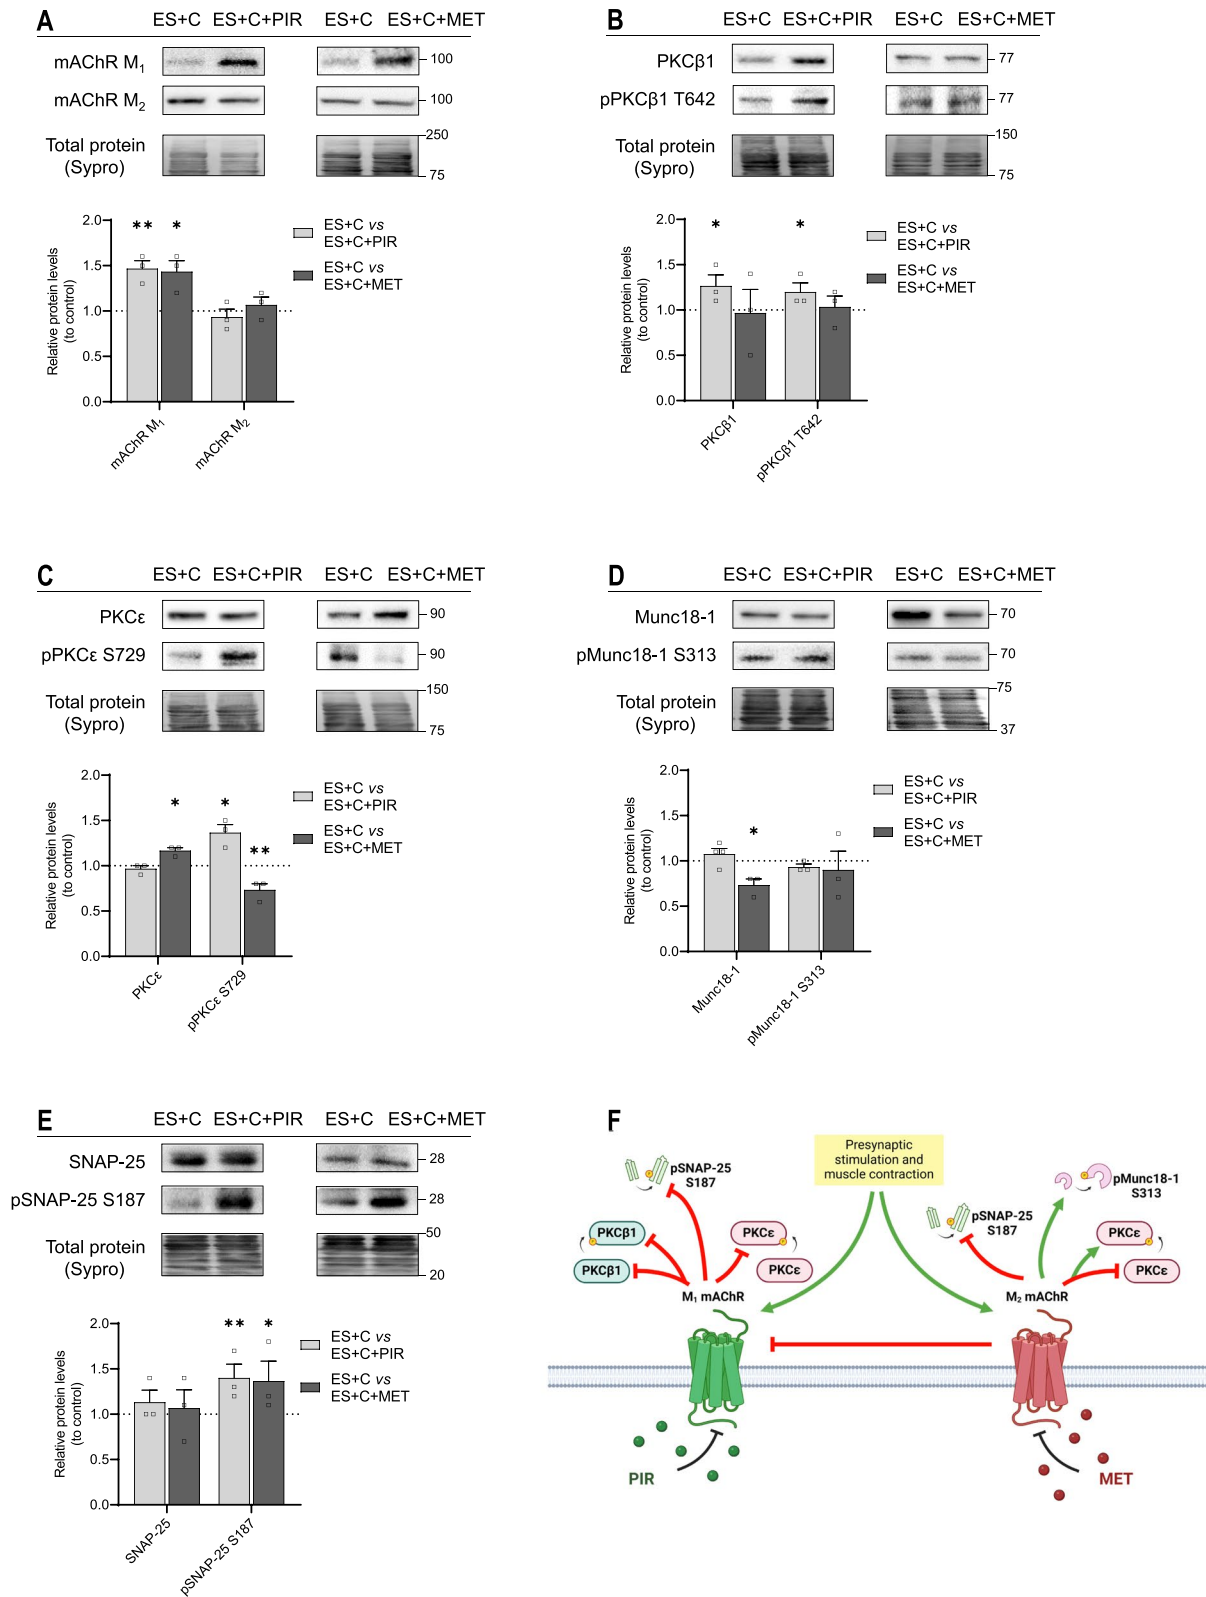 A
ES+C ES+C+PIR ES+C ES+C+MET
mAChR M1
100
mAChR M2
100
Total protein
(Sypro)
250
75
Relative protein levels
(to control)
2.0
1.5
1.0
0.5
0.0
** *
mAChR M1
mAChR M2
ES+C vs
ES+C+PIR
ES+C vs
ES+C+MET
B
ES+C ES+C+PIR ES+C ES+C+MET
PKCβ1
77
pPKCβ1 T642
77
Total protein
(Sypro)
150
75
Relative protein levels
(to control)
2.0
1.5
1.0
0.5
0.0
* *
PKCβ1
pPKCβ1 T642
ES+C vs
ES+C+PIR
ES+C vs
ES+C+MET
C
ES+C ES+C+PIR ES+C ES+C+MET
PKCε
90
pPKCε S729
90
Total protein
(Sypro)
150
75
Relative protein levels
(to control)
2.0
1.5
1.0
0.5
0.0
* * **
PKCε
pPKCε S729
ES+C vs
ES+C+PIR
ES+C vs
ES+C+MET
D
ES+C ES+C+PIR ES+C ES+C+MET
Munc18-1
70
pMunc18-1 S313
70
Total protein
(Sypro)
75
37
Relative protein levels
(to control)
2.0
1.5
1.0
0.5
0.0
*
Munc18-1
pMunc18-1 S313
ES+C vs
ES+C+PIR
ES+C vs
ES+C+MET
E
ES+C ES+C+PIR ES+C ES+C+MET
SNAP-25
28
pSNAP-25 S187
28
Total protein
(Sypro)
50
20
Relative protein levels
(to control)
2.0
1.5
1.0
0.5
0.0
** *
SNAP-25
pSNAP-25 S187
ES+C vs
ES+C+PIR
ES+C vs
ES+C+MET
F
Presynaptic
stimulation and
muscle contraction
pSNAP-25
S187
PKCβ1
PKCβ1
PKCε
PKCε
M1 mAChR
pSNAP-25
S187
pMunc18-1
S313
PKCε
PKCε
M2 mAChR
PIR
MET